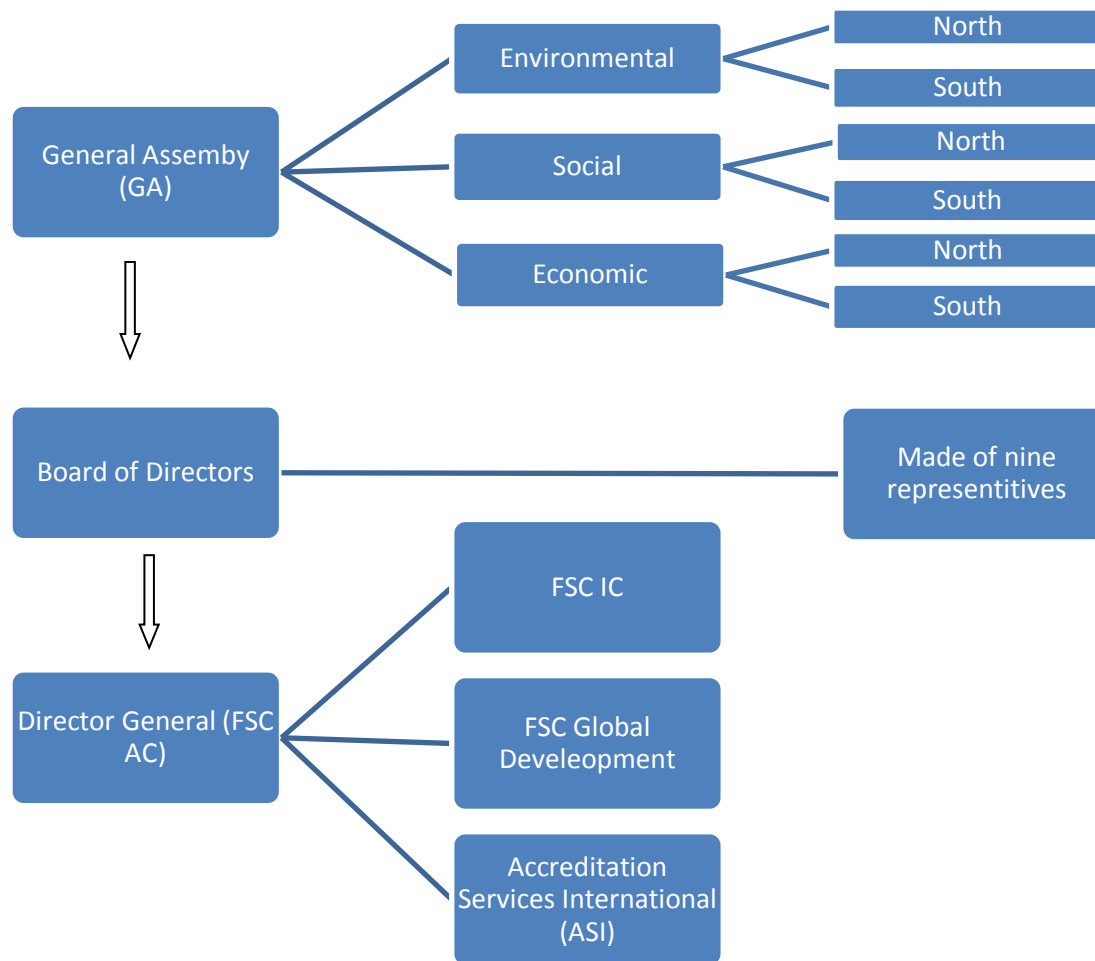 General Assemby
(GA)
Environmental
North
South
Social
North
South
Economic
North
South
Board of Directors
Made of nine
representitives
Director General (FSC
AC)
FSC IC
FSC Global
Develeopment
Accreditation
Services International
(ASI)